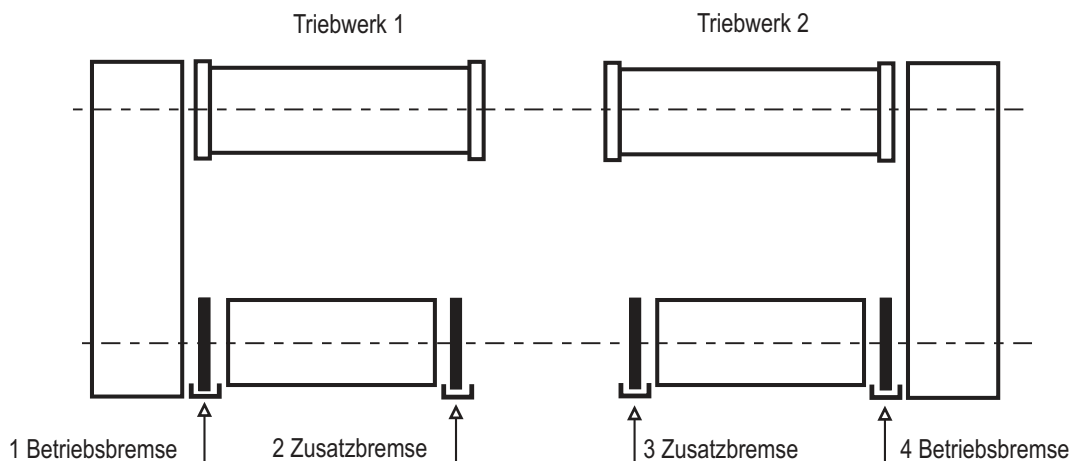 Triebwerk 1
Triebwerk 2
1 Betriebsbremse
2 Zusatzbremse
3 Zusatzbremse
4 Betriebsbremse